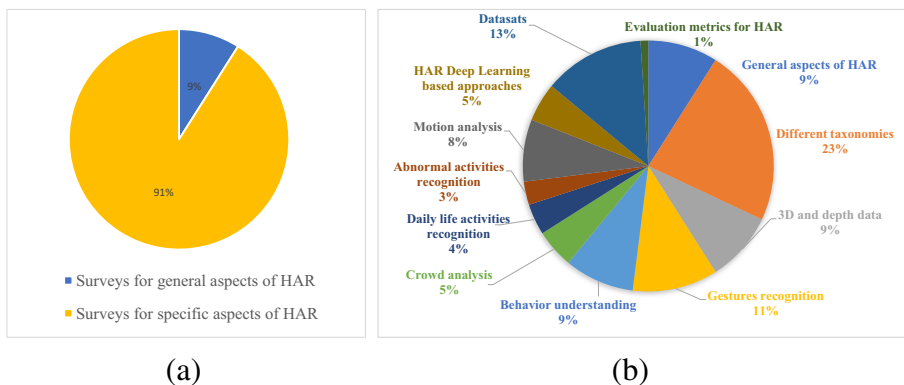 9%
91%
Surveys for general aspects of HAR
Surveys for specific aspects of HAR
(a)
Evaluation metrics for HAR
1%
General aspects of HAR
9%
Different taxonomies
23%
3D and depth data
9%
Gestures recognition
11%
Behavior understanding
9%
Crowd analysis
5%
Daily life activities
recognition
4%
Abnormal activities
recognition
3%
Motion analysis
8%
HAR Deep Learning
based approaches
5%
Datasats
13%
(b)